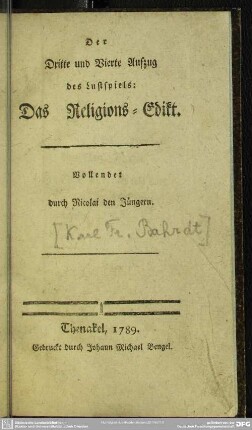 Der
Dritte und Vierte Aufzug
des Lustspiels:
Das Religions-Edikt.
Vollendet
durch Nicolai den Jüngern.
[Karl Fr. Bahrdt]
Thenakel, 1789.
Gedruckt durch Johann Michael Bengel.